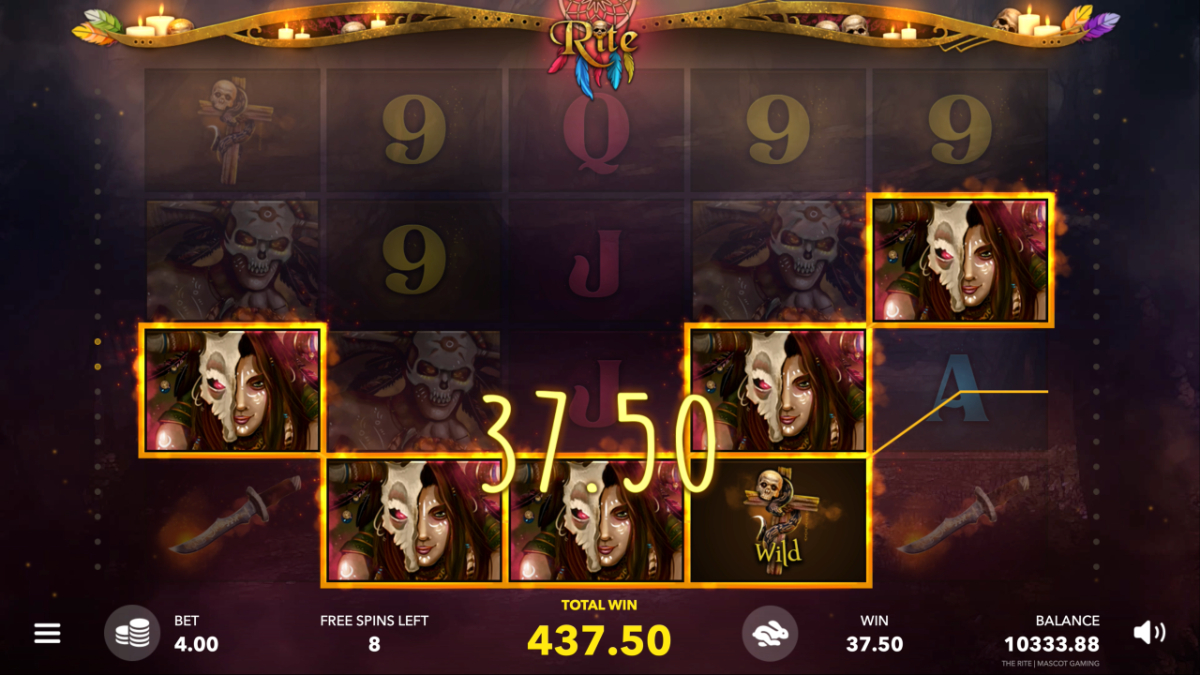 Rite
9 Q 9 9
9 J
J A
37.50
Wild
TOTAL WIN
BET FREE SPINS LEFT 437.50 WIN BALANCE
4.00 8 37.50 10333.88
THE RITE | MASCOT GAMING